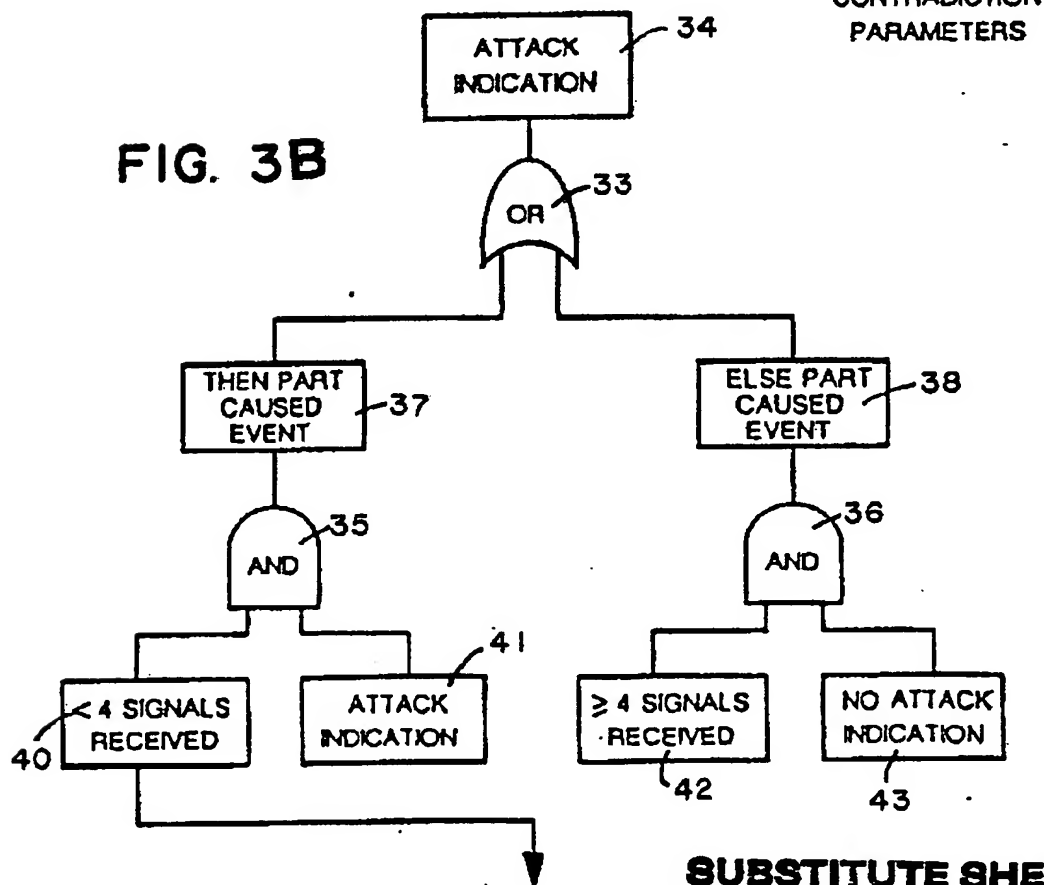 CONTRADICTION
PARAMETERS
34
ATTACK
INDICATION
FIG. 3B
33
OR
THEN PART
CAUSED
EVENT
37
ELSE PART
CAUSED
EVENT
38
35
AND
36
AND
41
< 4 SIGNALS
RECEIVED
40
ATTACK
INDICATION
≥ 4 SIGNALS
RECEIVED
42
NO ATTACK
INDICATION
43
SUBSTITUTE SHE